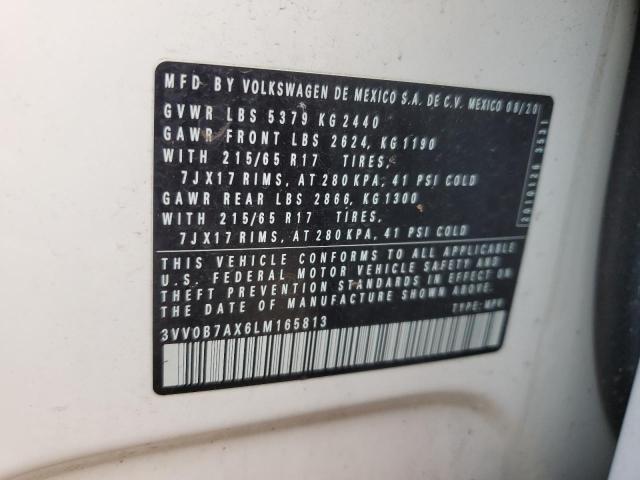 MFD BY VOLKSWAGEN DE MEXICO S.A. DE C.V. MEXICO 08/20
GVWR LBS 5379 KG 2440
GAWR FRONT LBS 2624, KG 1190
WITH 215/65 R17 TIRES,
7JX17 RIMS, AT 280 KPA, 41 PSI COLD
GAWR REAR LBS 2866, KG 1300
WITH 215/65 R17 TIRES,
7JX17 RIMS, AT 280 KPA, 41 PSI COLD
THIS VEHICLE CONFORMS TO ALL APPLICABLE
U.S. FEDERAL MOTOR VEHICLE SAFETY AND
THEFT PREVENTION STANDARDS IN EFFECT ON
THE DATE OF MANUFACTURE SHOWN ABOVE.
3VV0B7AX6LM165813
TYPE: MPV